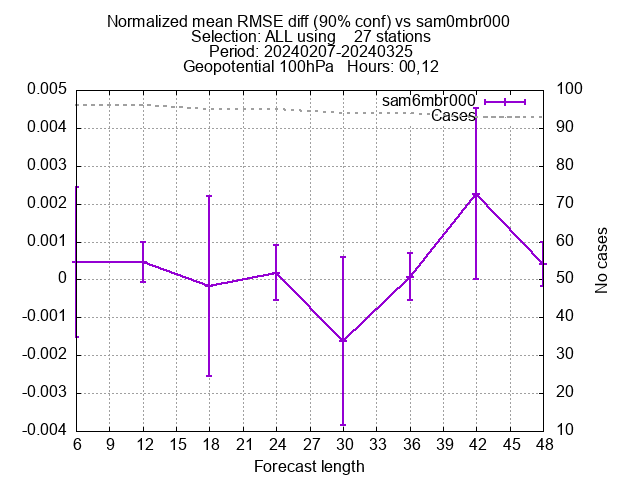 Normalized mean RMSE diff (90% conf) vs sam0mbr000
Selection: ALL using    27 stations
Period: 20240207-20240325
Geopotential 100hPa   Hours: 00,12
sam6mbr000
Cases
0.005
0.004
0.003
0.002
0.001
0
-0.001
-0.002
-0.003
-0.004
100
90
80
70
60
50
40
30
20
10
No cases
6 9 12 15 18 21 24 27 30 33 36 39 42 45 48
Forecast length